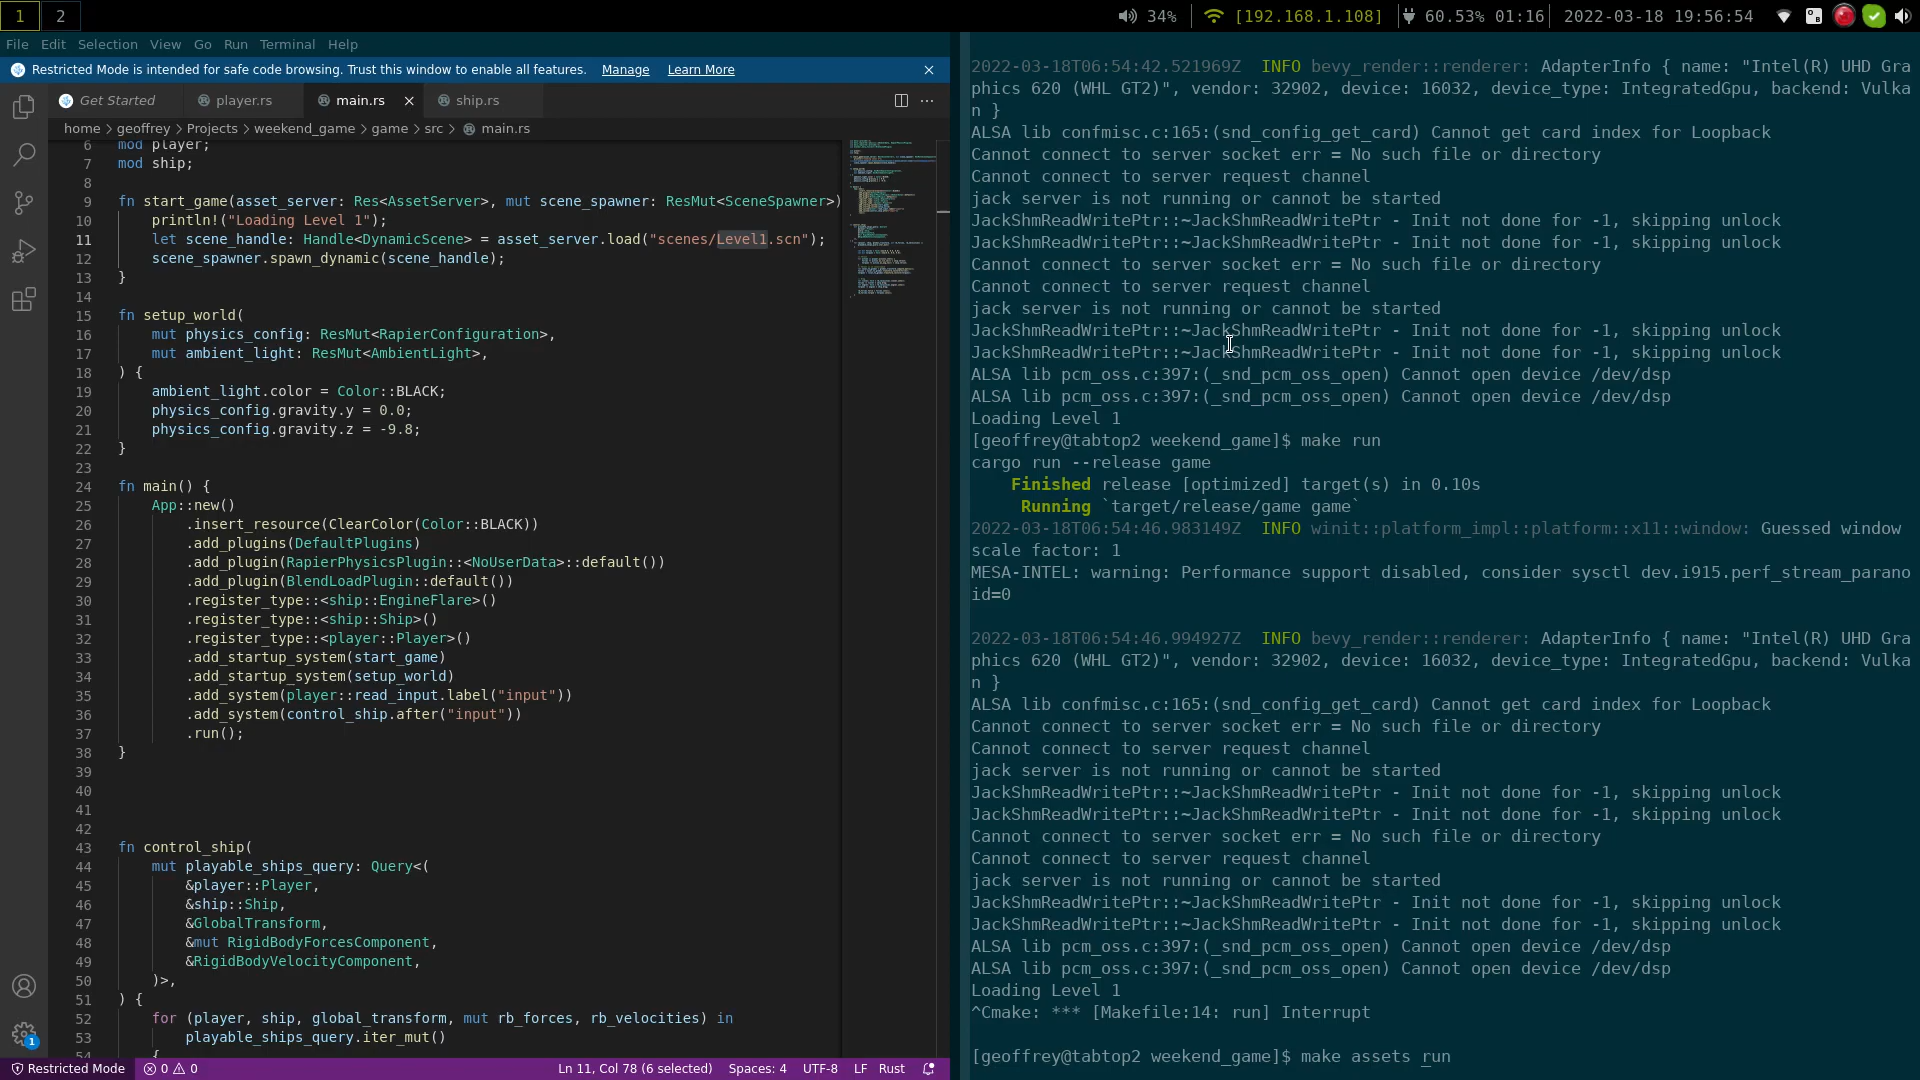 1 2 34% [192.168.1.108] 60.53% 01:16 2022-03-18 19:56:54
File Edit Selection View Go Run Terminal Help
Restricted Mode is intended for safe code browsing. Trust this window to enable all features. Manage Learn More
Get Started player.rs main.rs ship.rs
home > geoffrey > Projects > weekend_game > game > src > main.rs
6 mod player;
7 mod ship;
8
9 fn start_game(asset_server: Res<AssetServer>, mut scene_spawner: ResMut<SceneSpawner>)
10     println!("Loading Level 1");
11     let scene_handle: Handle<DynamicScene> = asset_server.load("scenes/Level1.scn");
12     scene_spawner.spawn_dynamic(scene_handle);
13 }
14
15 fn setup_world(
16     mut physics_config: ResMut<RapierConfiguration>,
17     mut ambient_light: ResMut<AmbientLight>,
18 ) {
19     ambient_light.color = Color::BLACK;
20     physics_config.gravity.y = 0.0;
21     physics_config.gravity.z = -9.8;
22 }
23
24 fn main() {
25     App::new()
26         .insert_resource(ClearColor(Color::BLACK))
27         .add_plugins(DefaultPlugins)
28         .add_plugin(RapierPhysicsPlugin::<NoUserData>::default())
29         .add_plugin(BlendLoadPlugin::default())
30         .register_type::<ship::EngineFlare>()
31         .register_type::<ship::Ship>()
32         .register_type::<player::Player>()
33         .add_startup_system(start_game)
34         .add_startup_system(setup_world)
35         .add_system(player::read_input.label("input"))
36         .add_system(control_ship.after("input"))
37         .run();
38 }
39
40
41
42
43 fn control_ship(
44     mut playable_ships_query: Query<(
45         &player::Player,
46         &ship::Ship,
47         &GlobalTransform,
48         &mut RigidBodyForcesComponent,
49         &RigidBodyVelocityComponent,
50     )>,
51 ) {
52     for (player, ship, global_transform, mut rb_forces, rb_velocities) in
53         playable_ships_query.iter_mut()
54     {
Restricted Mode 0 0 Ln 11, Col 78 (6 selected) Spaces: 4 UTF-8 LF Rust
1
2022-03-18T06:54:42.521969Z  INFO bevy_render::renderer: AdapterInfo { name: "Intel(R) UHD Gra
phics 620 (WHL GT2)", vendor: 32902, device: 16032, device_type: IntegratedGpu, backend: Vulka
n }
ALSA lib confmisc.c:165:(snd_config_get_card) Cannot get card index for Loopback
Cannot connect to server socket err = No such file or directory
Cannot connect to server request channel
jack server is not running or cannot be started
JackShmReadWritePtr::~JackShmReadWritePtr - Init not done for -1, skipping unlock
JackShmReadWritePtr::~JackShmReadWritePtr - Init not done for -1, skipping unlock
Cannot connect to server socket err = No such file or directory
Cannot connect to server request channel
jack server is not running or cannot be started
JackShmReadWritePtr::~JackShmReadWritePtr - Init not done for -1, skipping unlock
JackShmReadWritePtr::~JackShmReadWritePtr - Init not done for -1, skipping unlock
ALSA lib pcm_oss.c:397:(_snd_pcm_oss_open) Cannot open device /dev/dsp
ALSA lib pcm_oss.c:397:(_snd_pcm_oss_open) Cannot open device /dev/dsp
Loading Level 1
[geoffrey@tabtop2 weekend_game]$ make run
cargo run --release game
    Finished release [optimized] target(s) in 0.10s
     Running `target/release/game game`
2022-03-18T06:54:46.983149Z  INFO winit::platform_impl::platform::x11::window: Guessed window
scale factor: 1
MESA-INTEL: warning: Performance support disabled, consider sysctl dev.i915.perf_stream_parano
id=0
2022-03-18T06:54:46.994927Z  INFO bevy_render::renderer: AdapterInfo { name: "Intel(R) UHD Gra
phics 620 (WHL GT2)", vendor: 32902, device: 16032, device_type: IntegratedGpu, backend: Vulka
n }
ALSA lib confmisc.c:165:(snd_config_get_card) Cannot get card index for Loopback
Cannot connect to server socket err = No such file or directory
Cannot connect to server request channel
jack server is not running or cannot be started
JackShmReadWritePtr::~JackShmReadWritePtr - Init not done for -1, skipping unlock
JackShmReadWritePtr::~JackShmReadWritePtr - Init not done for -1, skipping unlock
Cannot connect to server socket err = No such file or directory
Cannot connect to server request channel
jack server is not running or cannot be started
JackShmReadWritePtr::~JackShmReadWritePtr - Init not done for -1, skipping unlock
JackShmReadWritePtr::~JackShmReadWritePtr - Init not done for -1, skipping unlock
ALSA lib pcm_oss.c:397:(_snd_pcm_oss_open) Cannot open device /dev/dsp
ALSA lib pcm_oss.c:397:(_snd_pcm_oss_open) Cannot open device /dev/dsp
Loading Level 1
^Cmake: *** [Makefile:14: run] Interrupt
[geoffrey@tabtop2 weekend_game]$ make assets run